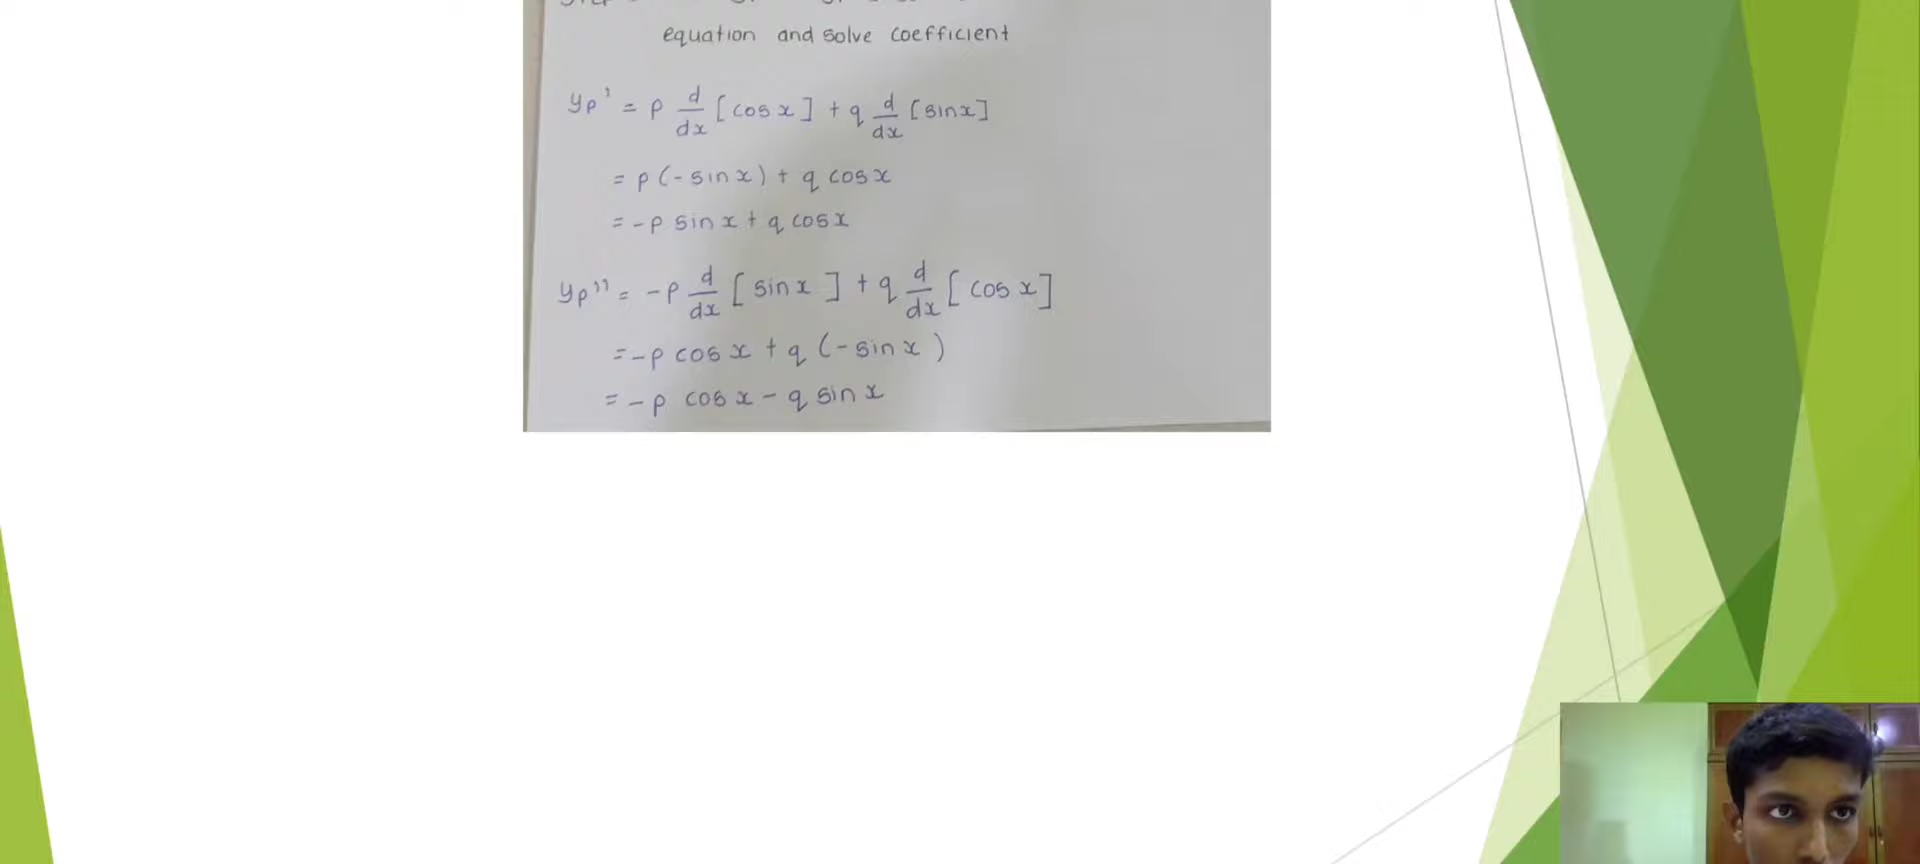 equation and solve coefficient
yp' = p d/dx [cos x] + q d/dx [sin x]
= p (- sin x) + q cos x
= -p sin x + q cos x
yp'' = -p d/dx [sin x] + q d/dx [cos x]
= -p cos x + q (- sin x)
= -p cos x - q sin x